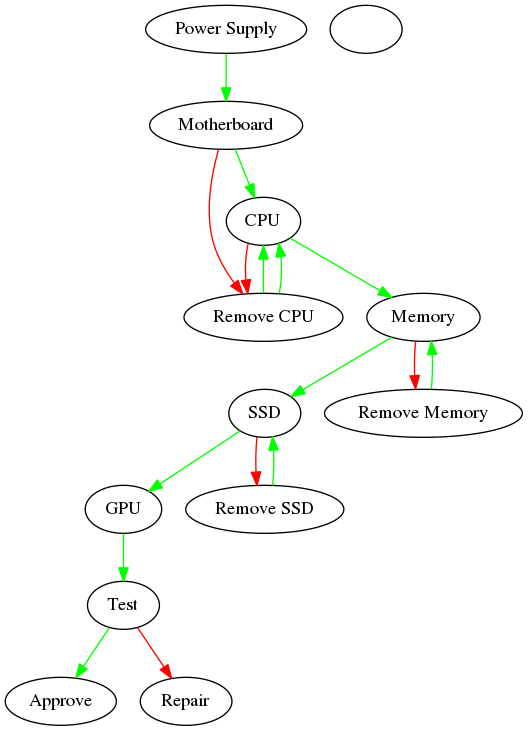 Power Supply
Motherboard
CPU
Remove CPU
Memory
SSD
Remove Memory
GPU
Remove SSD
Test
Approve
Repair